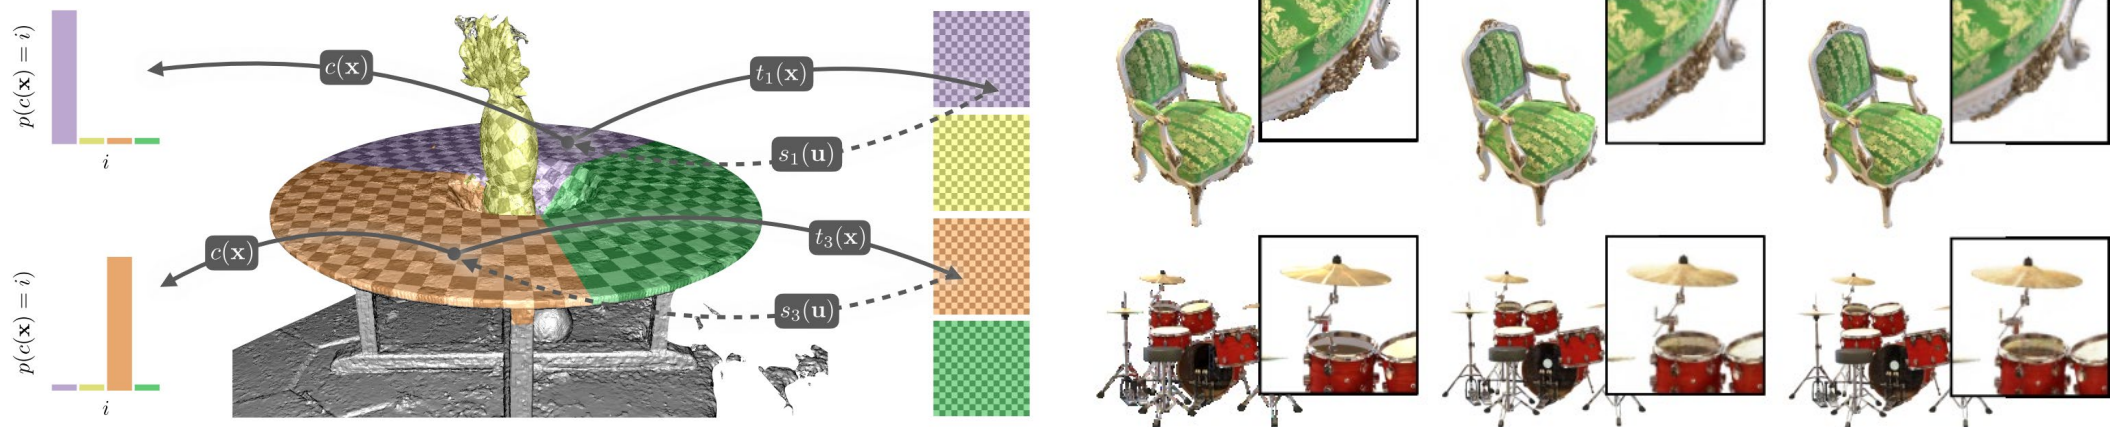 p(c(x) = i)
i
c(x)
t₁(x)
s₁(u)
p(c(x) = i)
i
c(x)
t₃(x)
s₃(u)